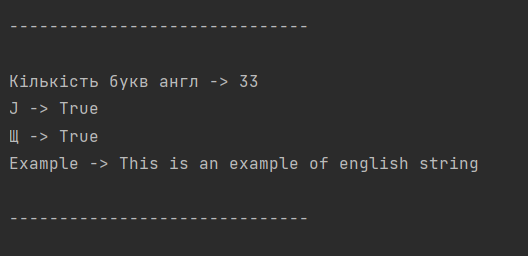 ------------------------------
Кількість букв англ -> 33
J -> True
Щ -> True
Example -> This is an example of english string
------------------------------